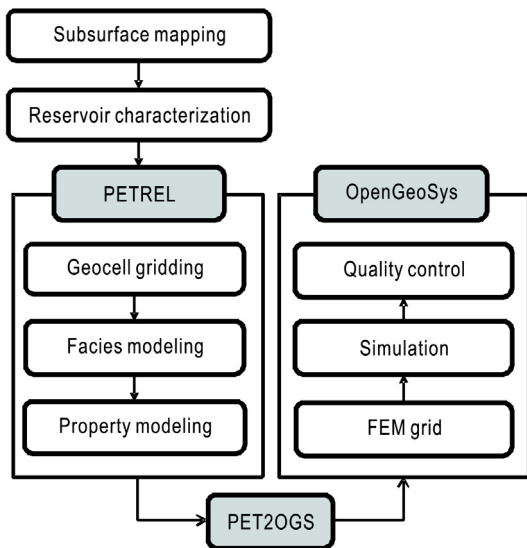 Subsurface mapping
Reservoir characterization
PETREL
Geocell gridding
Facies modeling
Property modeling
PET2OGS
OpenGeoSys
Quality control
Simulation
FEM grid